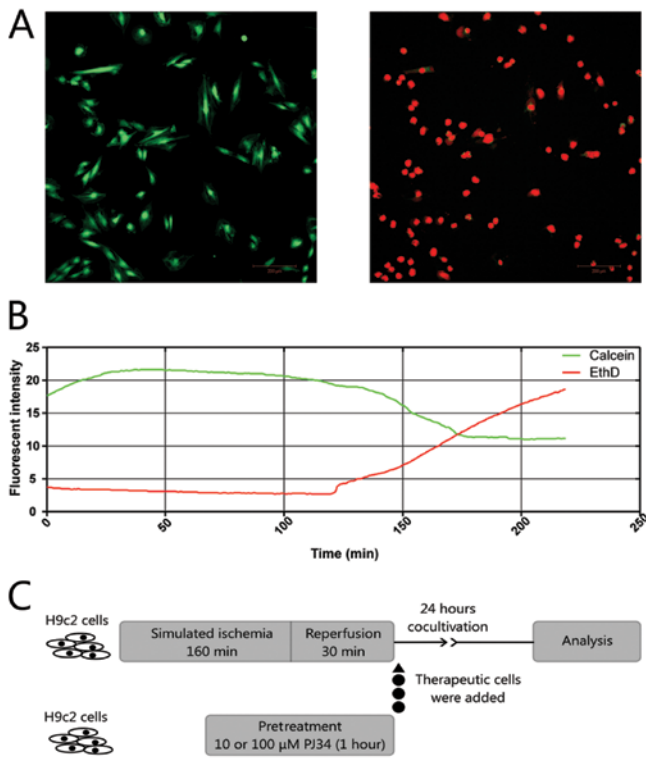 A
B
25
20
15
10
5
0
Fluorescent intensity
Calcein
EthD
0
50
100
150
200
250
Time (min)
C
H9c2 cells
Simulated ischemia
160 min
Reperfusion
30 min
24 hours
cocultivation
Analysis
Therapeutic cells
were added
H9c2 cells
Pretreatment
10 or 100 µM PJ34 (1 hour)